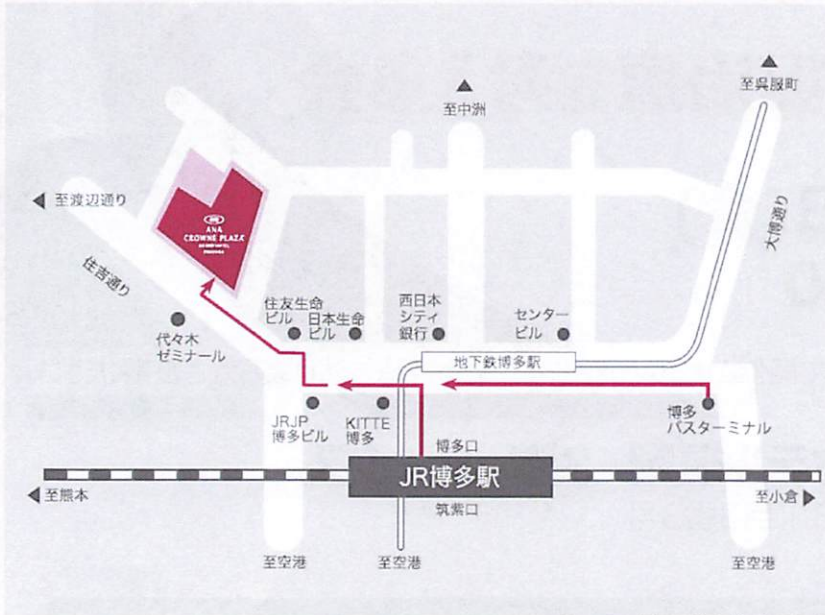 至呉服町
至中洲
至渡辺通り
ANA
CROWNE PLAZA
大博通り
住吉通り
代々木
ゼミナール
住友生命
ビル
日本生命
ビル
西日本
シティ
銀行
センター
ビル
地下鉄博多駅
JRJP
博多ビル
KITTE
博多
博多口
博多
バスターミナル
JR博多駅
至熊本
至小倉
筑紫口
至空港
至空港
至空港